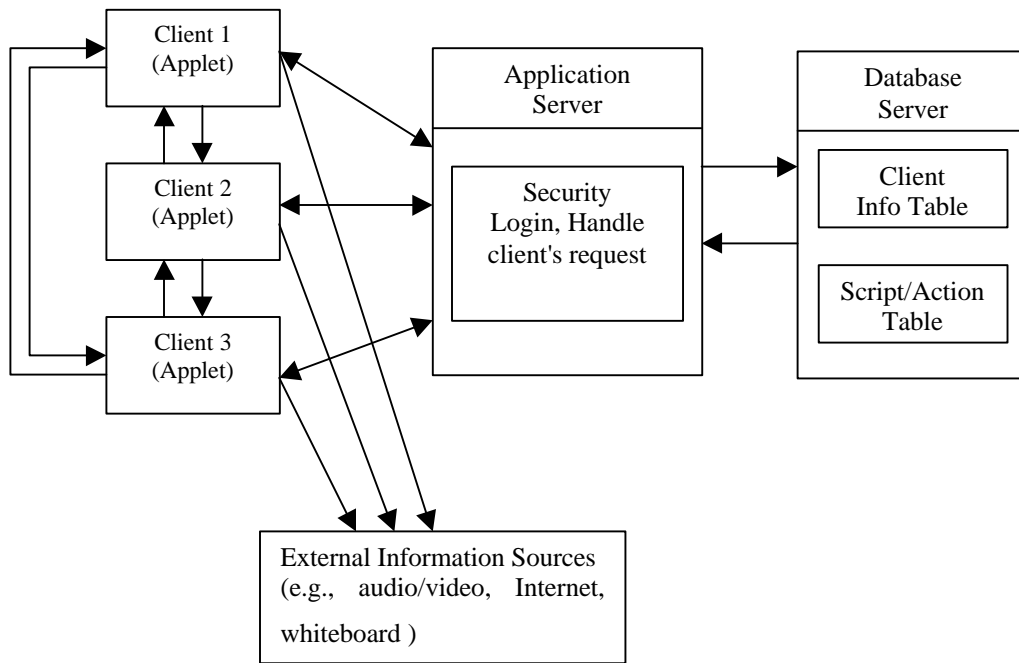 Client 1
(Applet)
Client 2
(Applet)
Client 3
(Applet)
Application
Server
Security
Login, Handle
client's request
Database
Server
Client
Info Table
Script/Action
Table
External Information Sources
(e.g., audio/video, Internet,
whiteboard )